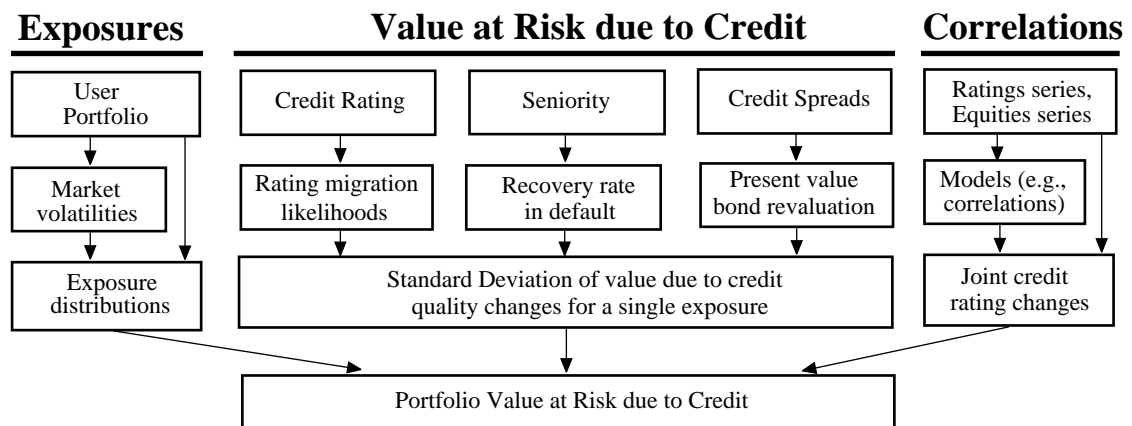 Exposures
User
Portfolio
Market
volatilities
Exposure
distributions
Value at Risk due to Credit
Credit Rating
Seniority
Credit Spreads
Rating migration
likelihoods
Recovery rate
in default
Present value
bond revaluation
Standard Deviation of value due to credit
quality changes for a single exposure
Correlations
Ratings series,
Equities series
Models (e.g.,
correlations)
Joint credit
rating changes
Portfolio Value at Risk due to Credit